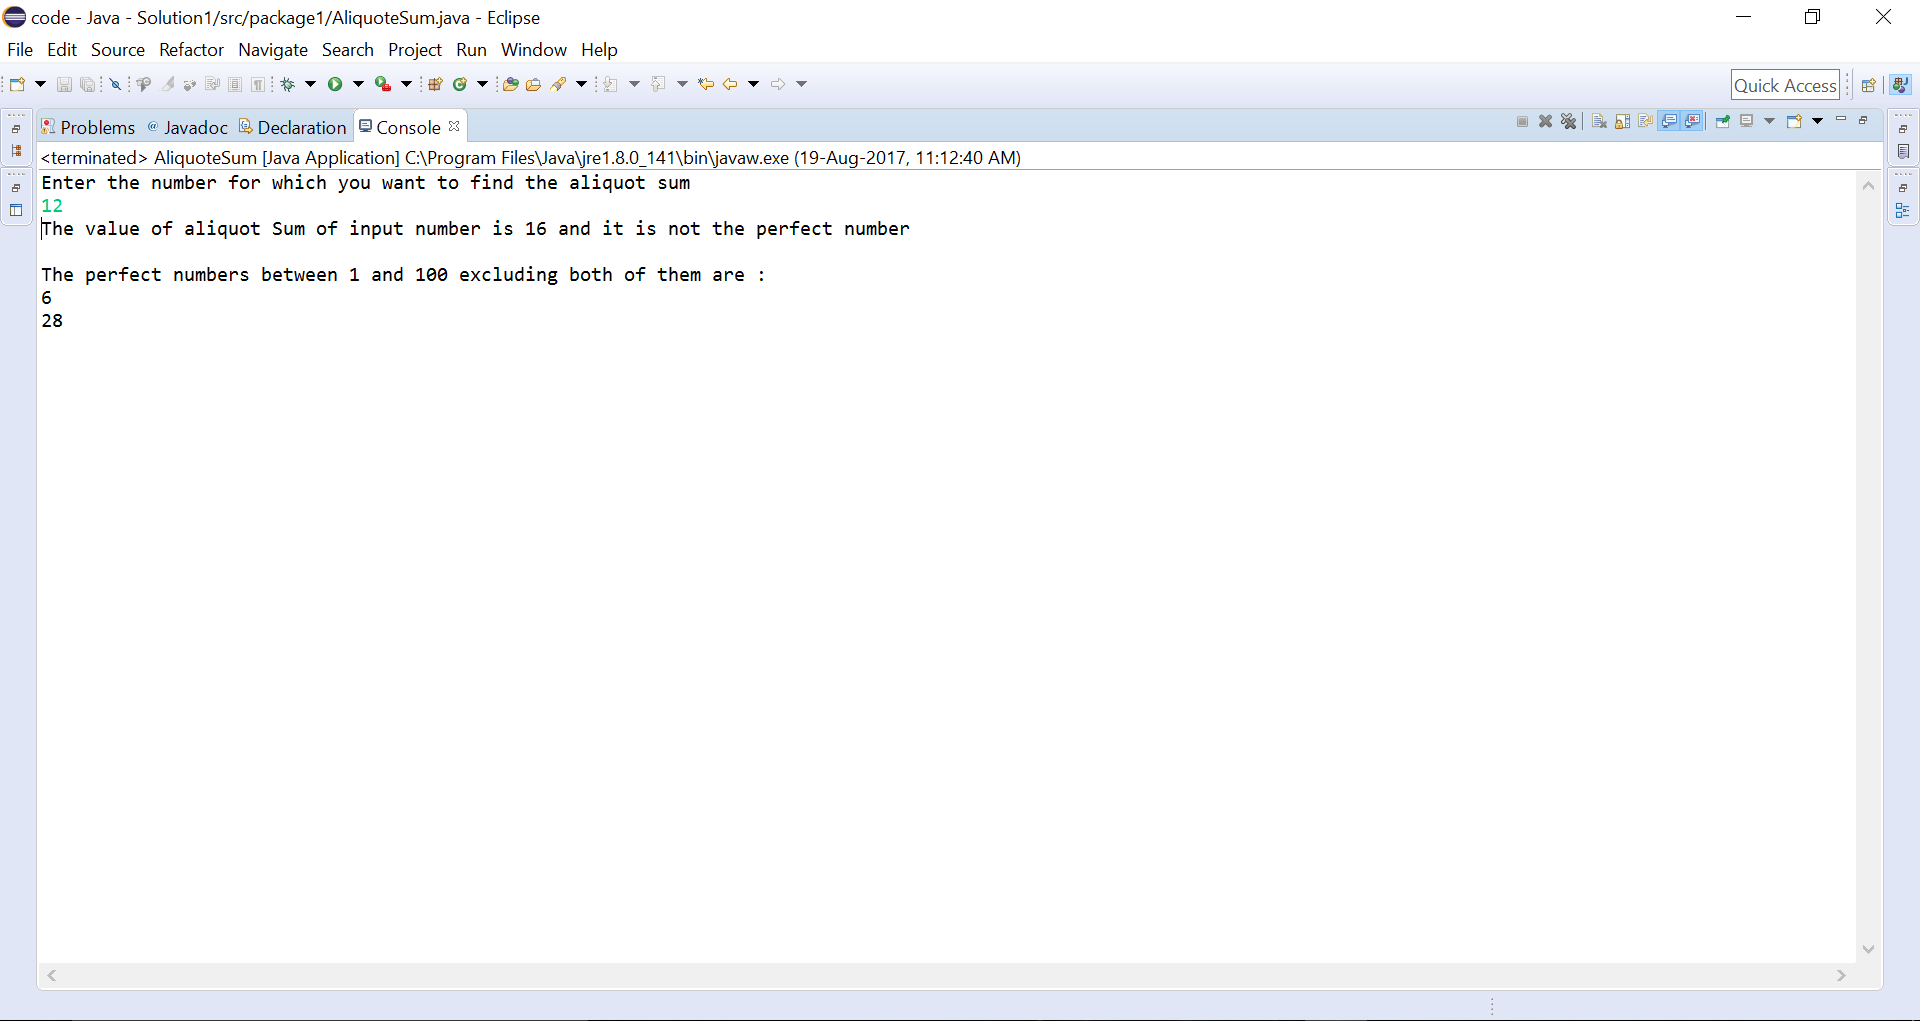 code - Java - Solution1/src/package1/AliquoteSum.java - Eclipse
File Edit Source Refactor Navigate Search Project Run Window Help
Quick Access
Problems @ Javadoc Declaration Console
<terminated> AliquoteSum [Java Application] C:\Program Files\Java\jre1.8.0_141\bin\javaw.exe (19-Aug-2017, 11:12:40 AM)
Enter the number for which you want to find the aliquot sum
12
The value of aliquot Sum of input number is 16 and it is not the perfect number
The perfect numbers between 1 and 100 excluding both of them are :
6
28